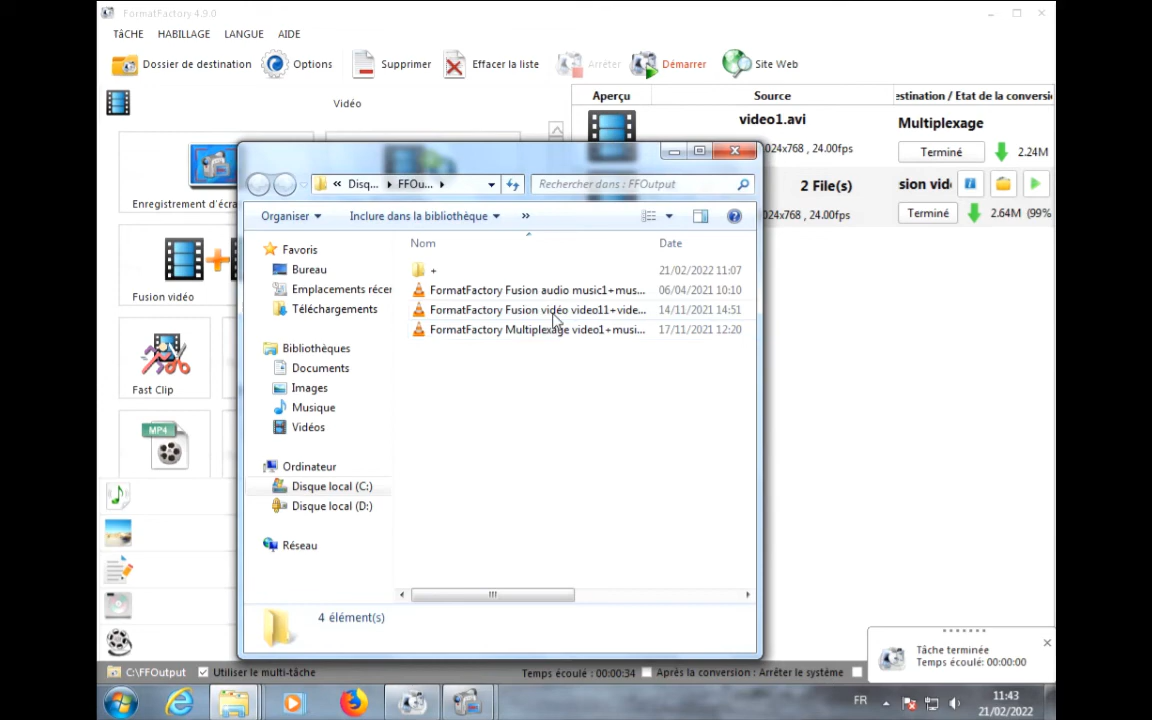 FormatFactory 4.9.0
TâCHE HABILLAGE LANGUE AIDE
Dossier de destination Options Supprimer Effacer la liste Arrêter Démarrer Site Web
Vidéo
Aperçu Source estination / Etat de la conversi
video1.avi
Multiplexage
024x768 , 24.00fps
Terminé 2.24M
2 File(s)
sion vid
024x768 , 24.00fps
Terminé 2.64M (99%
Enregistrement d'écra
Fusion vidéo
Fast Clip
MP4
Disq... FFOu...
Rechercher dans : FFOutput
Organiser Inclure dans la bibliothèque »
Nom Date
Favoris
Bureau
Emplacements récer
Téléchargements
Bibliothèques
Documents
Images
Musique
Vidéos
Ordinateur
Disque local (C:)
Disque local (D:)
Réseau
+ 21/02/2022 11:07
FormatFactory Fusion audio music1+mus... 06/04/2021 10:10
FormatFactory Fusion vidéo video11+vide... 14/11/2021 14:51
FormatFactory Multiplexage video1+musi... 17/11/2021 12:20
4 élément(s)
Tâche terminée
Temps écoulé: 00:00:00
C:\FFOutput Utiliser le multi-tâche Temps écoulé : 00:00:34 Après la conversion : Arrêter le système
FR
11:43
21/02/2022